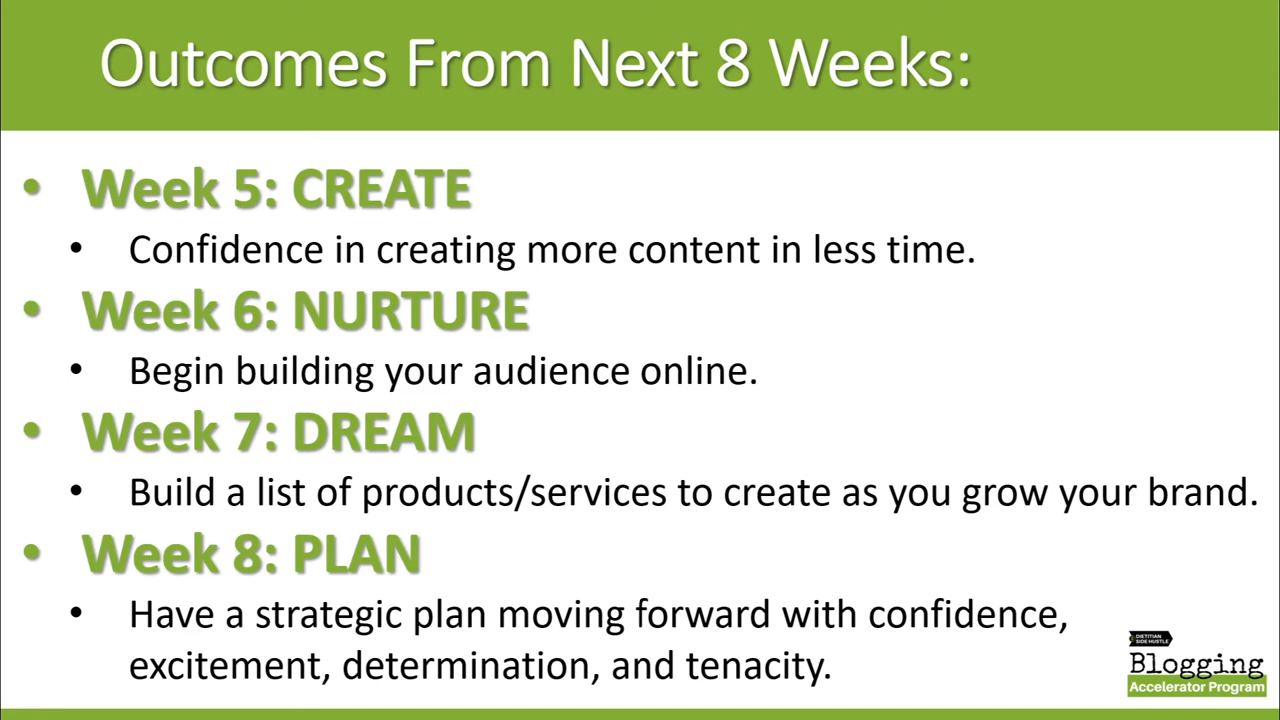 Outcomes From Next 8 Weeks:
• Week 5: CREATE
• Confidence in creating more content in less time.
• Week 6: NURTURE
• Begin building your audience online.
• Week 7: DREAM
• Build a list of products/services to create as you grow your brand.
• Week 8: PLAN
• Have a strategic plan moving forward with confidence,
excitement, determination, and tenacity.
DIETITIAN
SIDE HUSTLE
Blogging
Accelerator Program